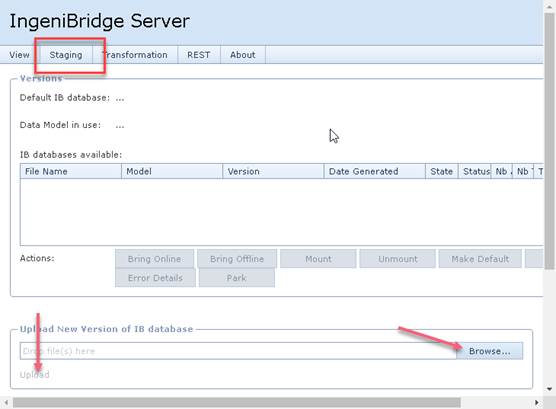 IngeniBridge Server
View Staging Transformation REST About
Versions
Default IB database: ...
Data Model in use: ...
IB databases available:
File Name Model Version Date Generated State Status Nb Nb
Actions: Bring Online Bring Offline Mount Unmount Make Default
Error Details Park
Upload New Version of IB database
Drop file(s) here Browse...
Upload